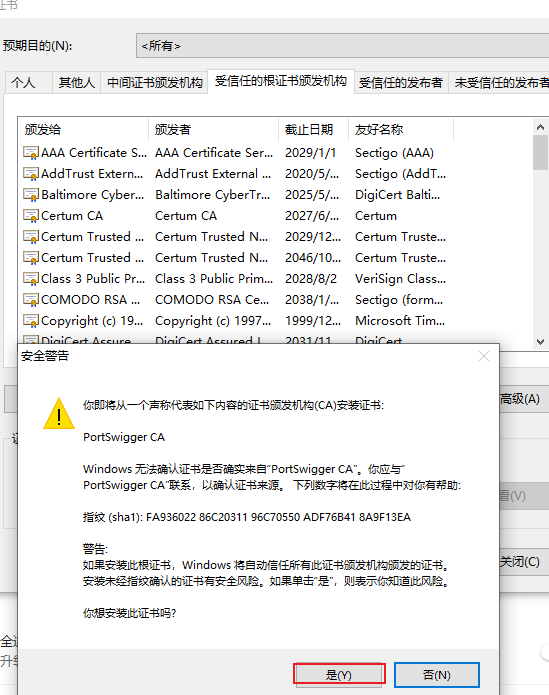 证书
预期目的(N):
<所有>
个人 其他人 中间证书颁发机构 受信任的根证书颁发机构 受信任的发布者 未受信任的发布者
颁发给 颁发者 截止日期 友好名称
AAA Certificate S... AAA Certificate Ser... 2029/1/1 Sectigo (AAA)
AddTrust Extern... AddTrust External ... 2020/5/... Sectigo (AddT...
Baltimore Cyber... Baltimore CyberTr... 2025/5/... DigiCert Balti...
Certum CA Certum CA 2027/6/... Certum
Certum Trusted ... Certum Trusted N... 2029/12... Certum Truste...
Certum Trusted ... Certum Trusted N... 2046/10... Certum Truste...
Class 3 Public Pr... Class 3 Public Prim... 2028/8/2 VeriSign Class...
COMODO RSA ... COMODO RSA Ce... 2038/1/... Sectigo (form...
Copyright (c) 19... Copyright (c) 1997... 1999/12... Microsoft Tim...
DigiCert Assure DigiCert Assured I 2031/11 DigiCert
安全警告
高级(A)
你即将从一个声称代表如下内容的证书颁发机构(CA)安装证书:
PortSwigger CA
Windows 无法确认证书是否确实来自“PortSwigger CA”。你应与“
PortSwigger CA”联系，以确认证书来源。 下列数字将在此过程中对你有帮助:
看(V)
指纹 (sha1): FA936022 86C20311 96C70550 ADF76B41 8A9F13EA
警告:
如果安装此根证书，Windows 将自动信任所有此证书颁发机构颁发的证书。
安装未经指纹确认的证书有安全风险。如果单击“是”，则表示你知道此风险。
关闭(C)
你想安装此证书吗?
是(Y) 否(N)